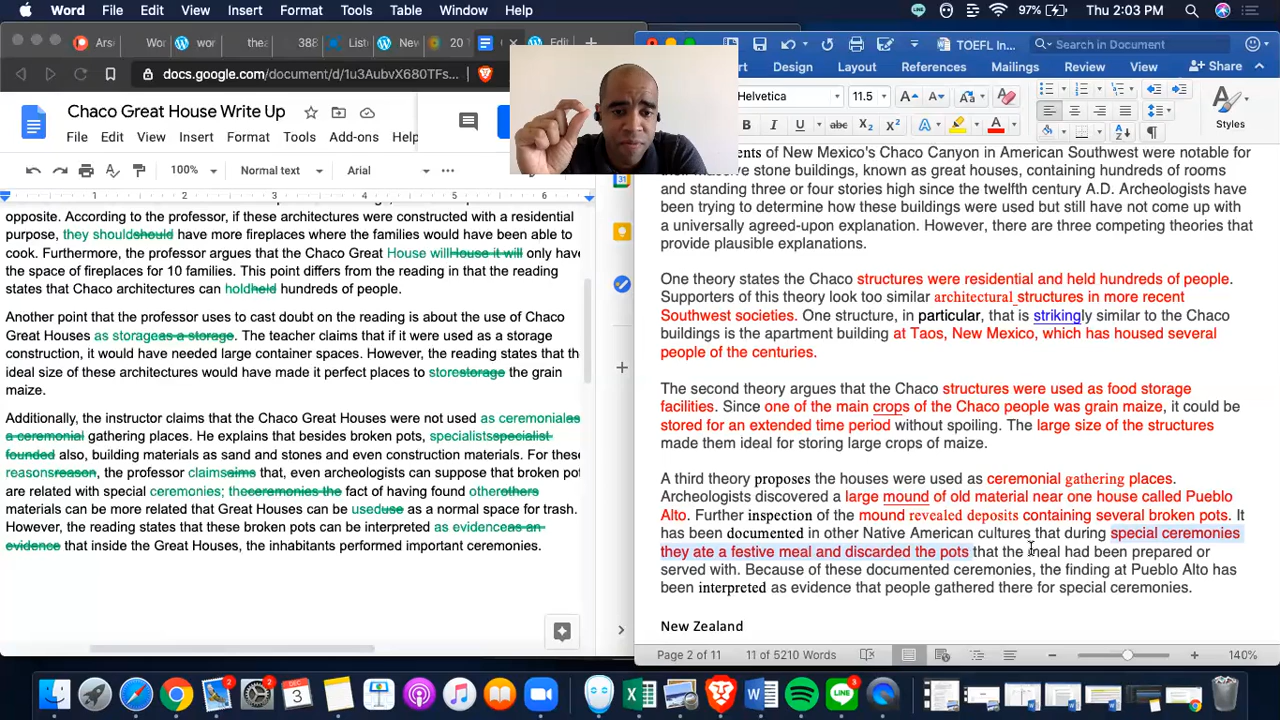 Word File Edit View Insert Format Tools Table Window Help
97% Thu 2:03 PM
Arse Wor wor the 388 List New 20 Edit
docs.google.com/document/d/1u3AubvX680TFs...
Chaco Great House Write Up
File Edit View Insert Format Tools Add-ons Help
100% Normal text Arial
1 2 3 4 5 6
opposite. According to the professor, if these architectures were constructed with a residential
purpose, they shouldshould have more fireplaces where the families would have been able to
cook. Furthermore, the professor argues that the Chaco Great House willHouse it will only have
the space of fireplaces for 10 families. This point differs from the reading in that the reading
states that Chaco architectures can holdheld hundreds of people.
Another point that the professor uses to cast doubt on the reading is about the use of Chaco
Great Houses as storageas a storage. The teacher claims that if it were used as a storage
construction, it would have needed large container spaces. However, the reading states that th
ideal size of these architectures would have made it perfect places to storestorage the grain
maize.
Additionally, the instructor claims that the Chaco Great Houses were not used as ceremonialas
a ceremonial gathering places. He explains that besides broken pots, specialistsspecialist
founded also, building materials as sand and stones and even construction materials. For these
reasonsreason, the professor claimsaims that, even archeologists can suppose that broken pot
are related with special ceremonies; theceremonies the fact of having found otherothers
materials can be more related that Great Houses can be useduse as a normal space for trash.
However, the reading states that these broken pots can be interpreted as evidenceas an
evidence that inside the Great Houses, the inhabitants performed important ceremonies.
31
TOEFL In... Search in Document
Design Layout References Mailings Review View Share
Helvetica 11.5 Styles
B I U abc X2 X2 A A
ents of New Mexico's Chaco Canyon in American Southwest were notable for
stone buildings, known as great houses, containing hundreds of rooms
and standing three or four stories high since the twelfth century A.D. Archeologists have
been trying to determine how these buildings were used but still have not come up with
a universally agreed-upon explanation. However, there are three competing theories that
provide plausible explanations.
One theory states the Chaco structures were residential and held hundreds of people.
Supporters of this theory look too similar architectural structures in more recent
Southwest societies. One structure, in particular, that is strikingly similar to the Chaco
buildings is the apartment building at Taos, New Mexico, which has housed several
people of the centuries.
The second theory argues that the Chaco structures were used as food storage
facilities. Since one of the main crops of the Chaco people was grain maize, it could be
stored for an extended time period without spoiling. The large size of the structures
made them ideal for storing large crops of maize.
A third theory proposes the houses were used as ceremonial gathering places.
Archeologists discovered a large mound of old material near one house called Pueblo
Alto. Further inspection of the mound revealed deposits containing several broken pots. It
has been documented in other Native American cultures that during special ceremonies
they ate a festive meal and discarded the pots that the meal had been prepared or
served with. Because of these documented ceremonies, the finding at Pueblo Alto has
been interpreted as evidence that people gathered there for special ceremonies.
New Zealand
Page 2 of 11 11 of 5210 Words 140%
2 2 DEC 3 3